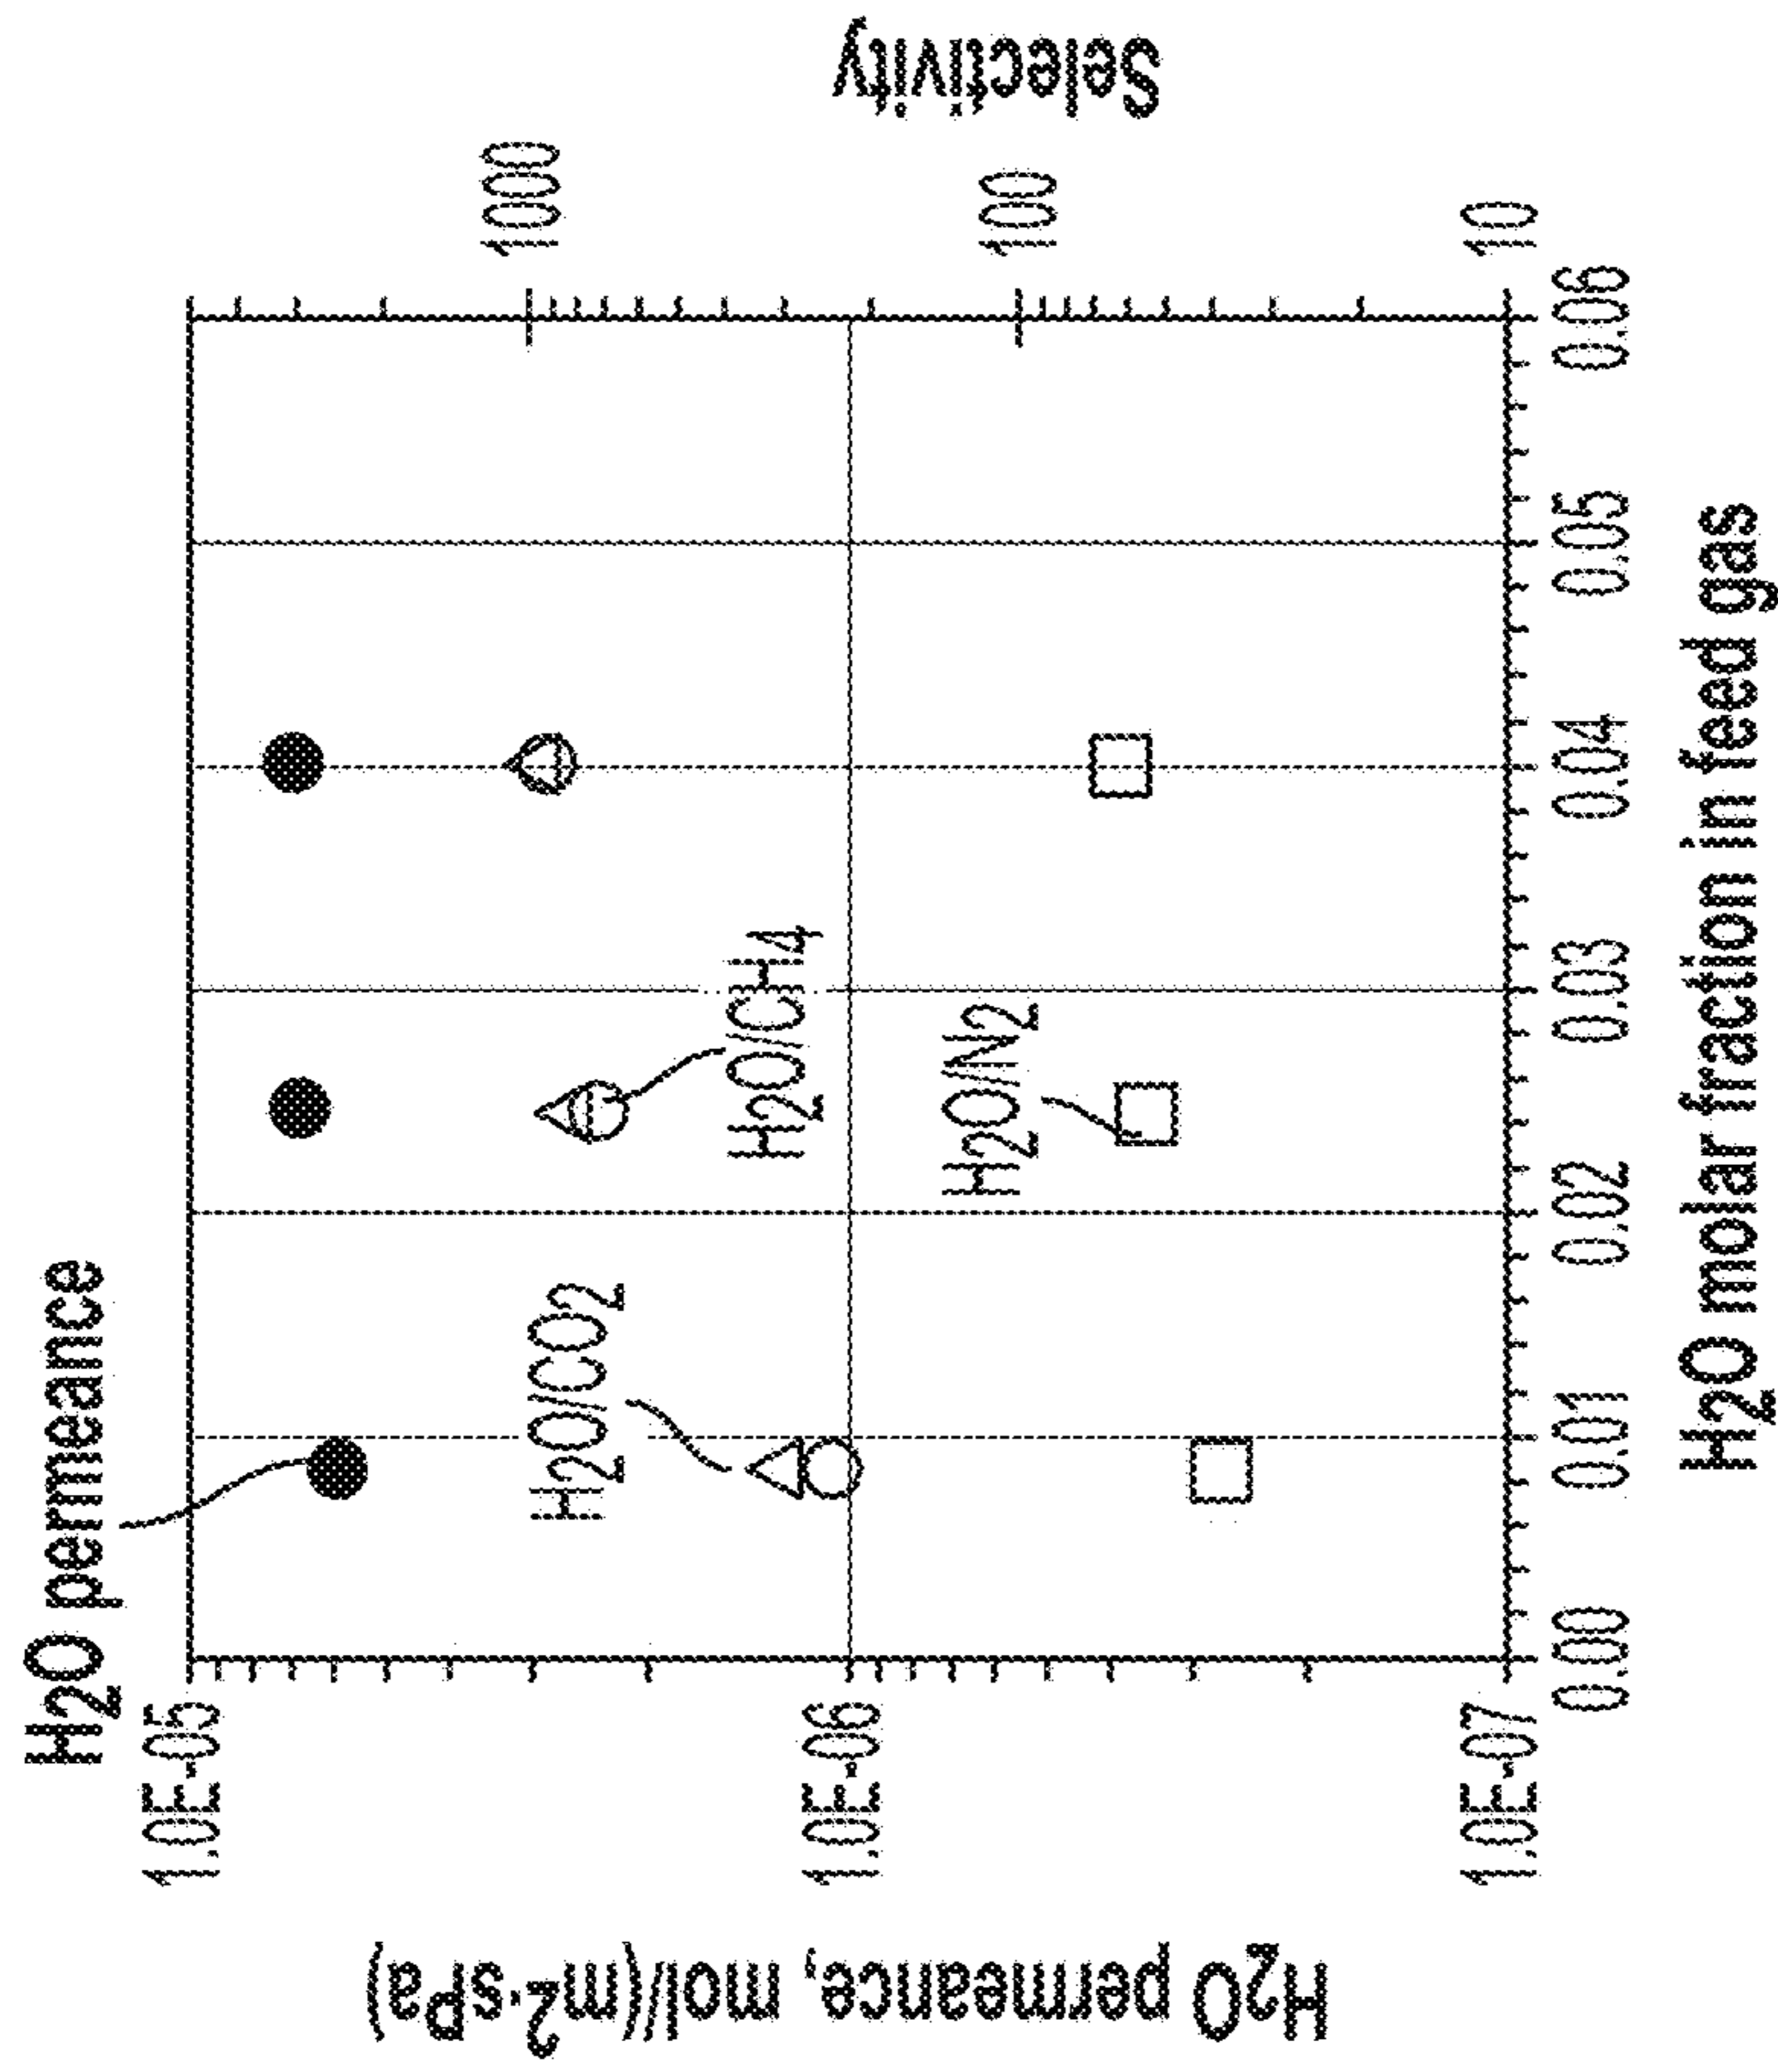 H2O permeance
H2O permeance, mol/(m2·sPa)
1.0E-05
1.0E-06
1.0E-07
H2O/CO2
H2O/CH4
H2O/N2
1000
100
10
Selectivity
0.00 0.01 0.02 0.03 0.04 0.05 0.06
H2O molar fraction in feed gas